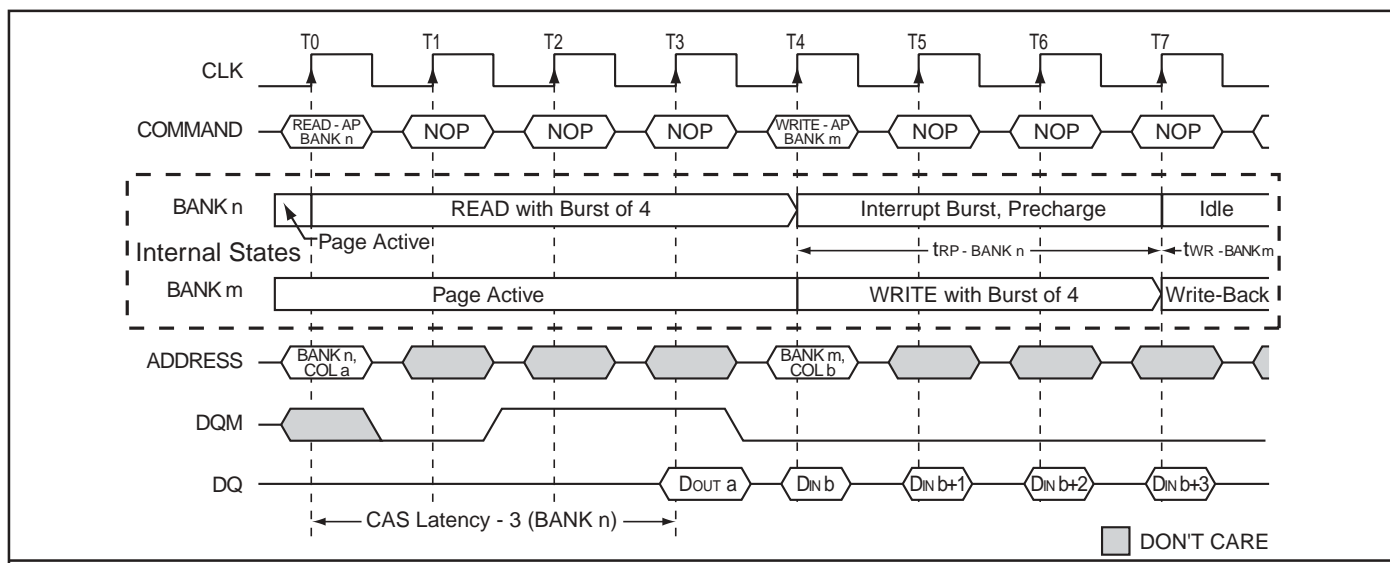 T0 T1 T2 T3 T4 T5 T6 T7
CLK
COMMAND READ - AP BANK n NOP NOP NOP WRITE - AP BANK m NOP NOP NOP
BANK n READ with Burst of 4 Interrupt Burst, Precharge Idle
Page Active
Internal States
tRP - BANK n tWR - BANK m
BANK m Page Active WRITE with Burst of 4 Write-Back
ADDRESS BANK n, COL a BANK m, COL b
DQM
DQ DOUT a DIN b DIN b+1 DIN b+2 DIN b+3
CAS Latency - 3 (BANK n)
DON'T CARE